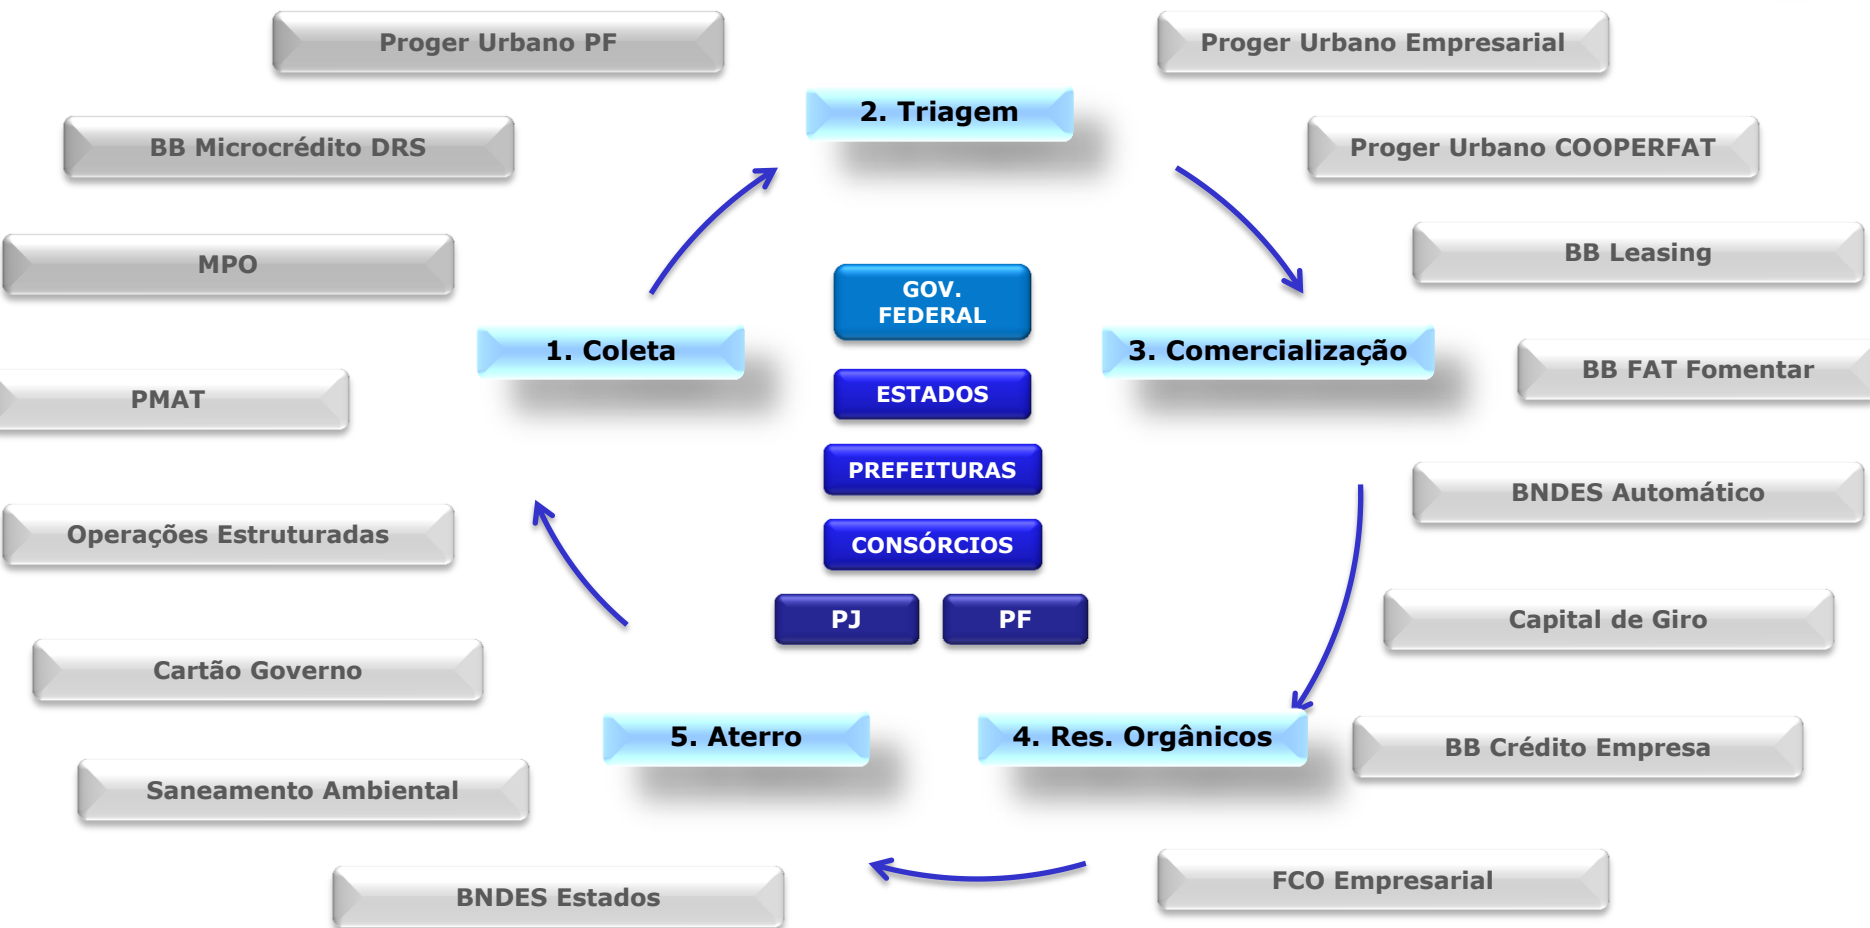 Proger Urbano PF
Proger Urbano Empresarial
2. Triagem
BB Microcrédito DRS
Proger Urbano COOPERFAT
MPO
BB Leasing
GOV.
FEDERAL
1. Coleta
3. Comercialização
PMAT
ESTADOS
BB FAT Fomentar
PREFEITURAS
BNDES Automático
Operações Estruturadas
CONSÓRCIOS
PJ
PF
Capital de Giro
Cartão Governo
5. Aterro
4. Res. Orgânicos
BB Crédito Empresa
Saneamento Ambiental
BNDES Estados
FCO Empresarial